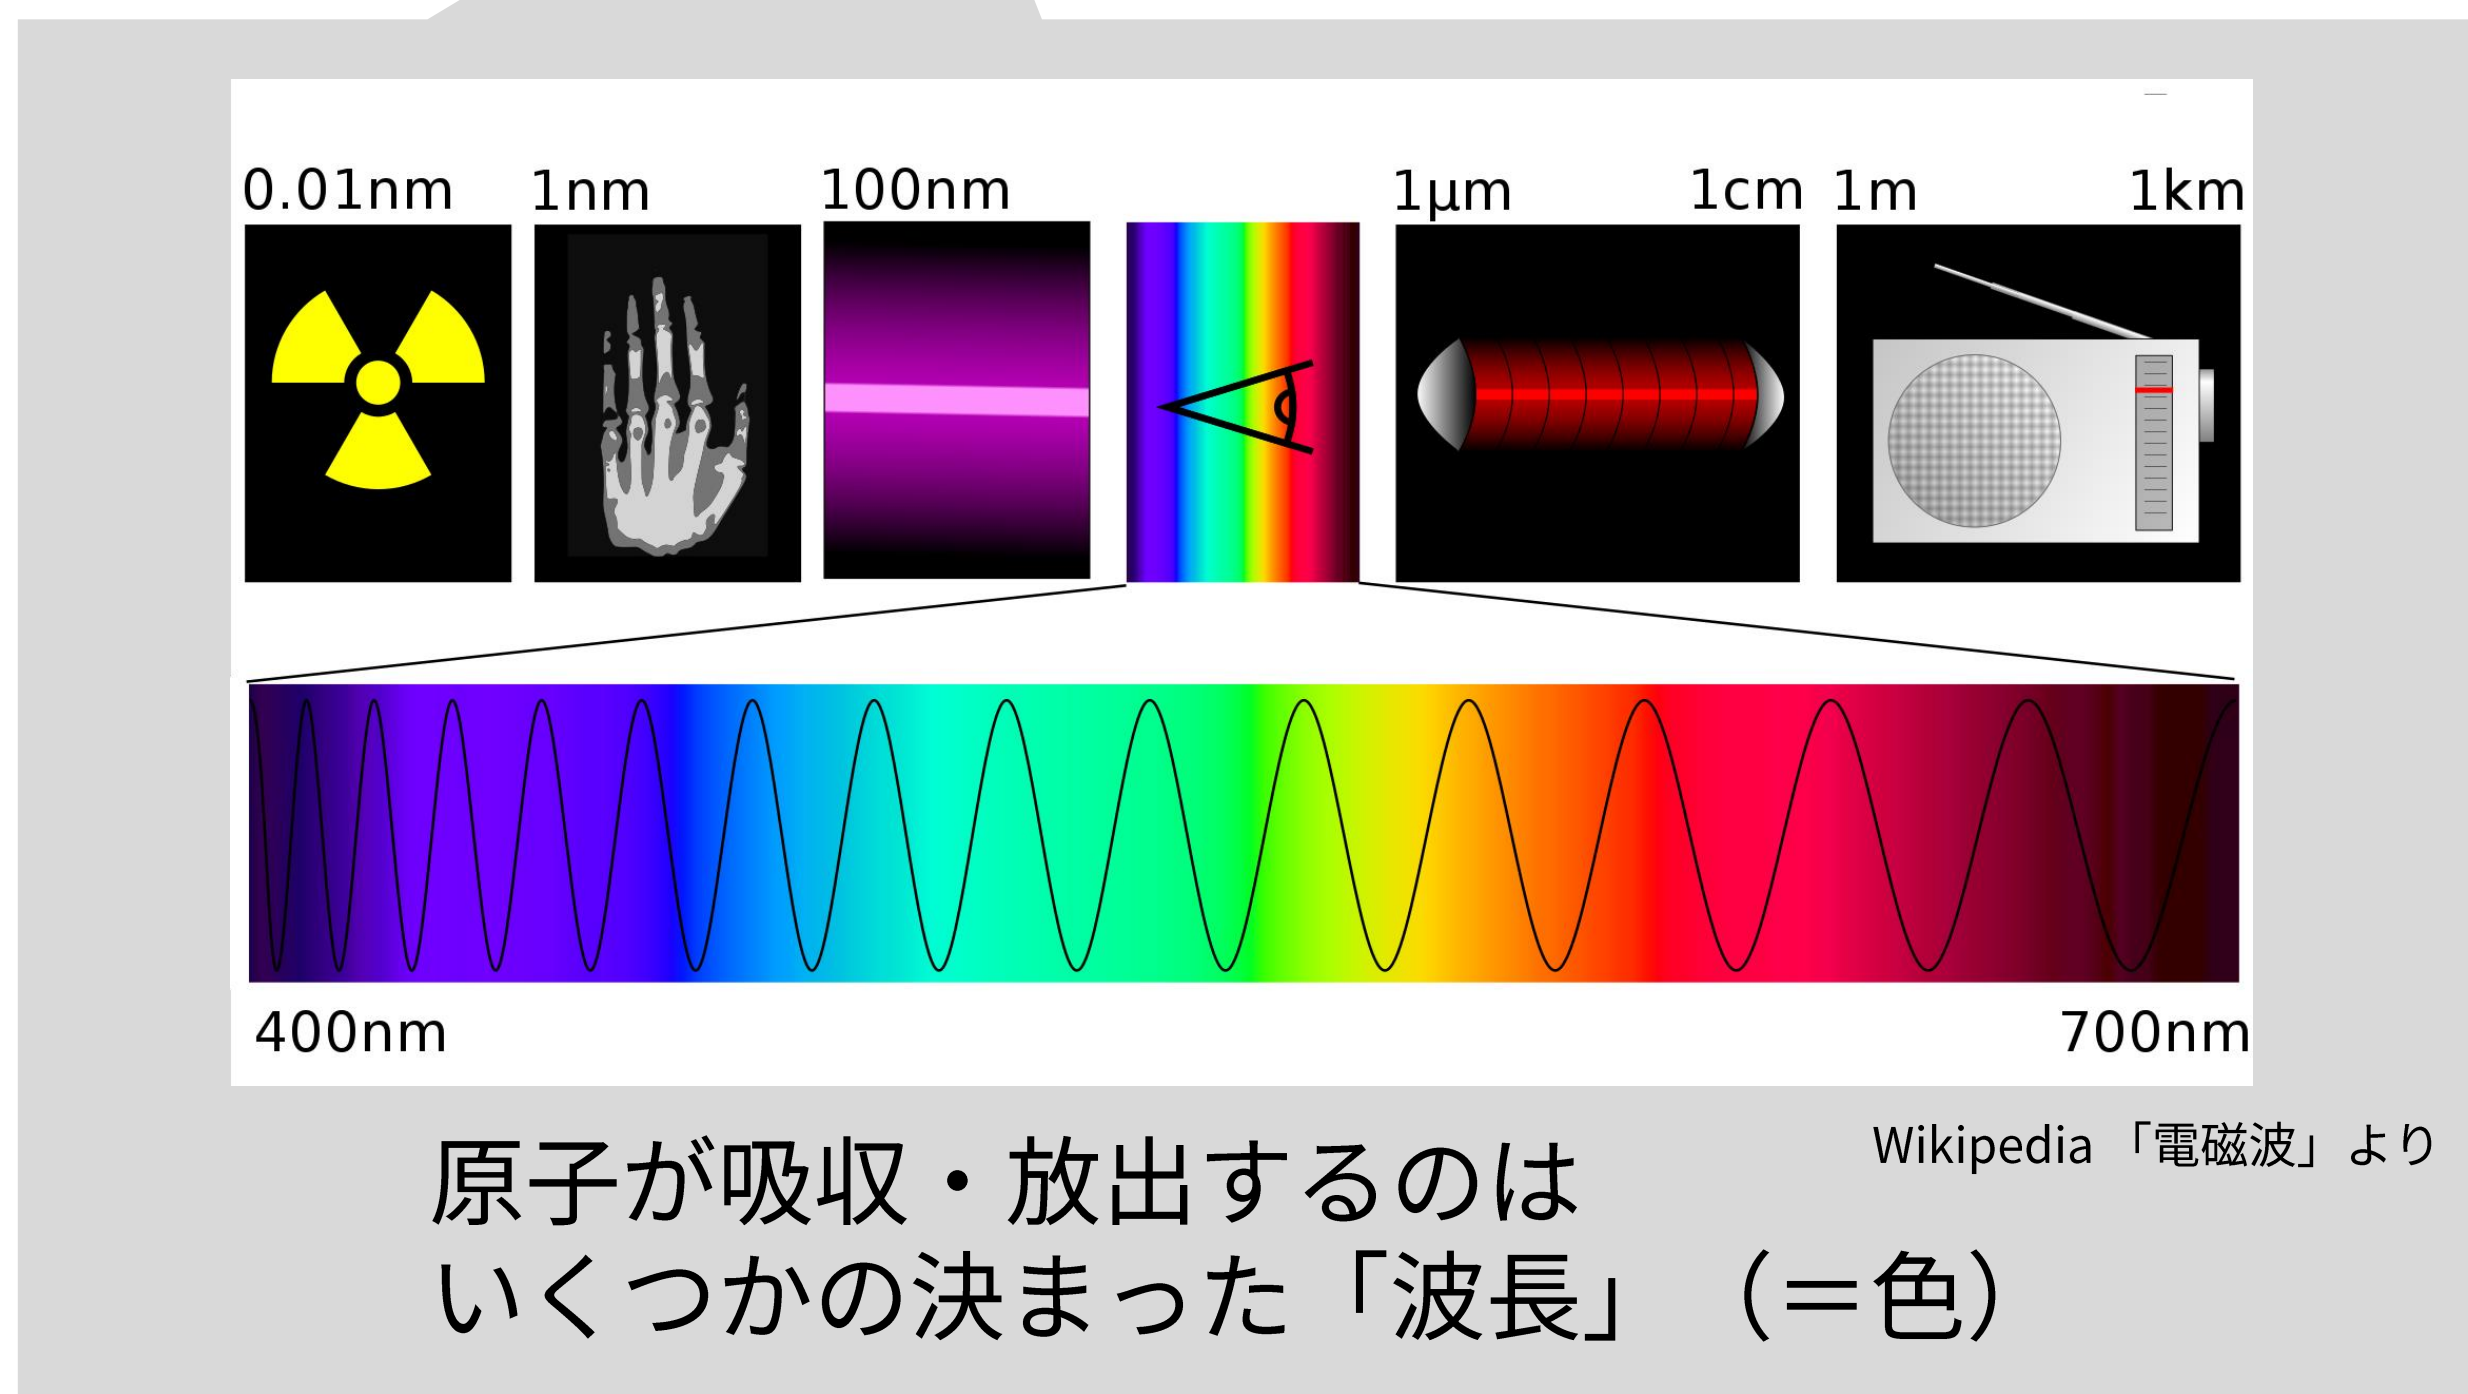 0.01nm 1nm 100nm 1μm 1cm 1m 1km
400nm 700nm
Wikipedia 「電磁波」より
原子が吸収・放出するのは
いくつかの決まった「波長」（＝色）